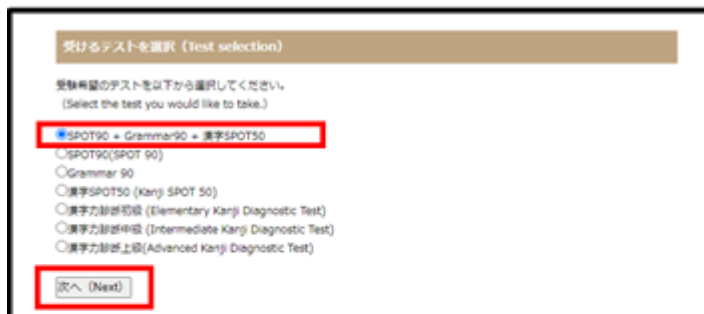 受けるテストを選択（Test selection）
受験希望のテストを以下から選択してください。
（Select the test you would like to take.）
SPOT90 + Grammar90 + 漢字SPOT50
SPOT90(SPOT 90)
Grammar 90
漢字SPOT50 (Kanji SPOT 50)
漢字力診断初級 (Elementary Kanji Diagnostic Test)
漢字力診断中級 (Intermediate Kanji Diagnostic Test)
漢字力診断上級(Advanced Kanji Diagnostic Test)
次へ（Next）